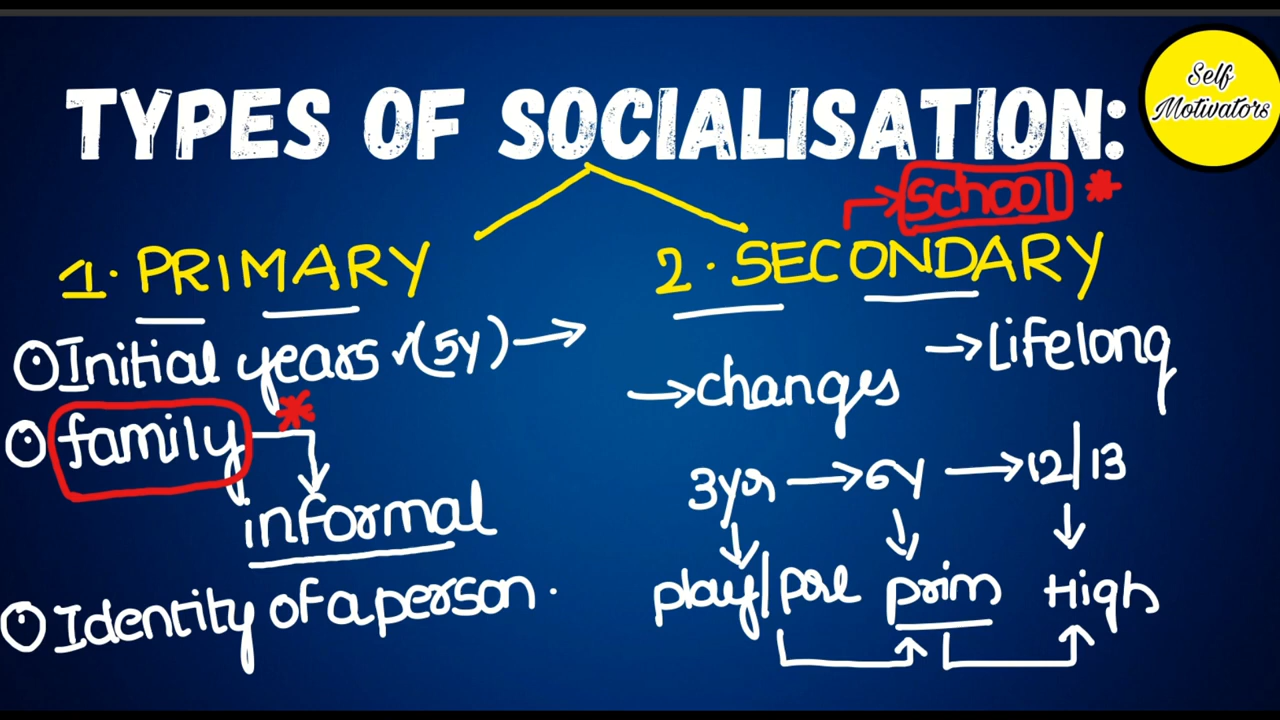 Self
Motivators
TYPES OF SOCIALISATION:
→ School *
1. PRIMARY
Initial years ✓(5y) →
family *
informal
Identity of a person.
2. SECONDARY
→ Lifelong
→ changes
3yr → 6y → 12/13
play/pre prim High